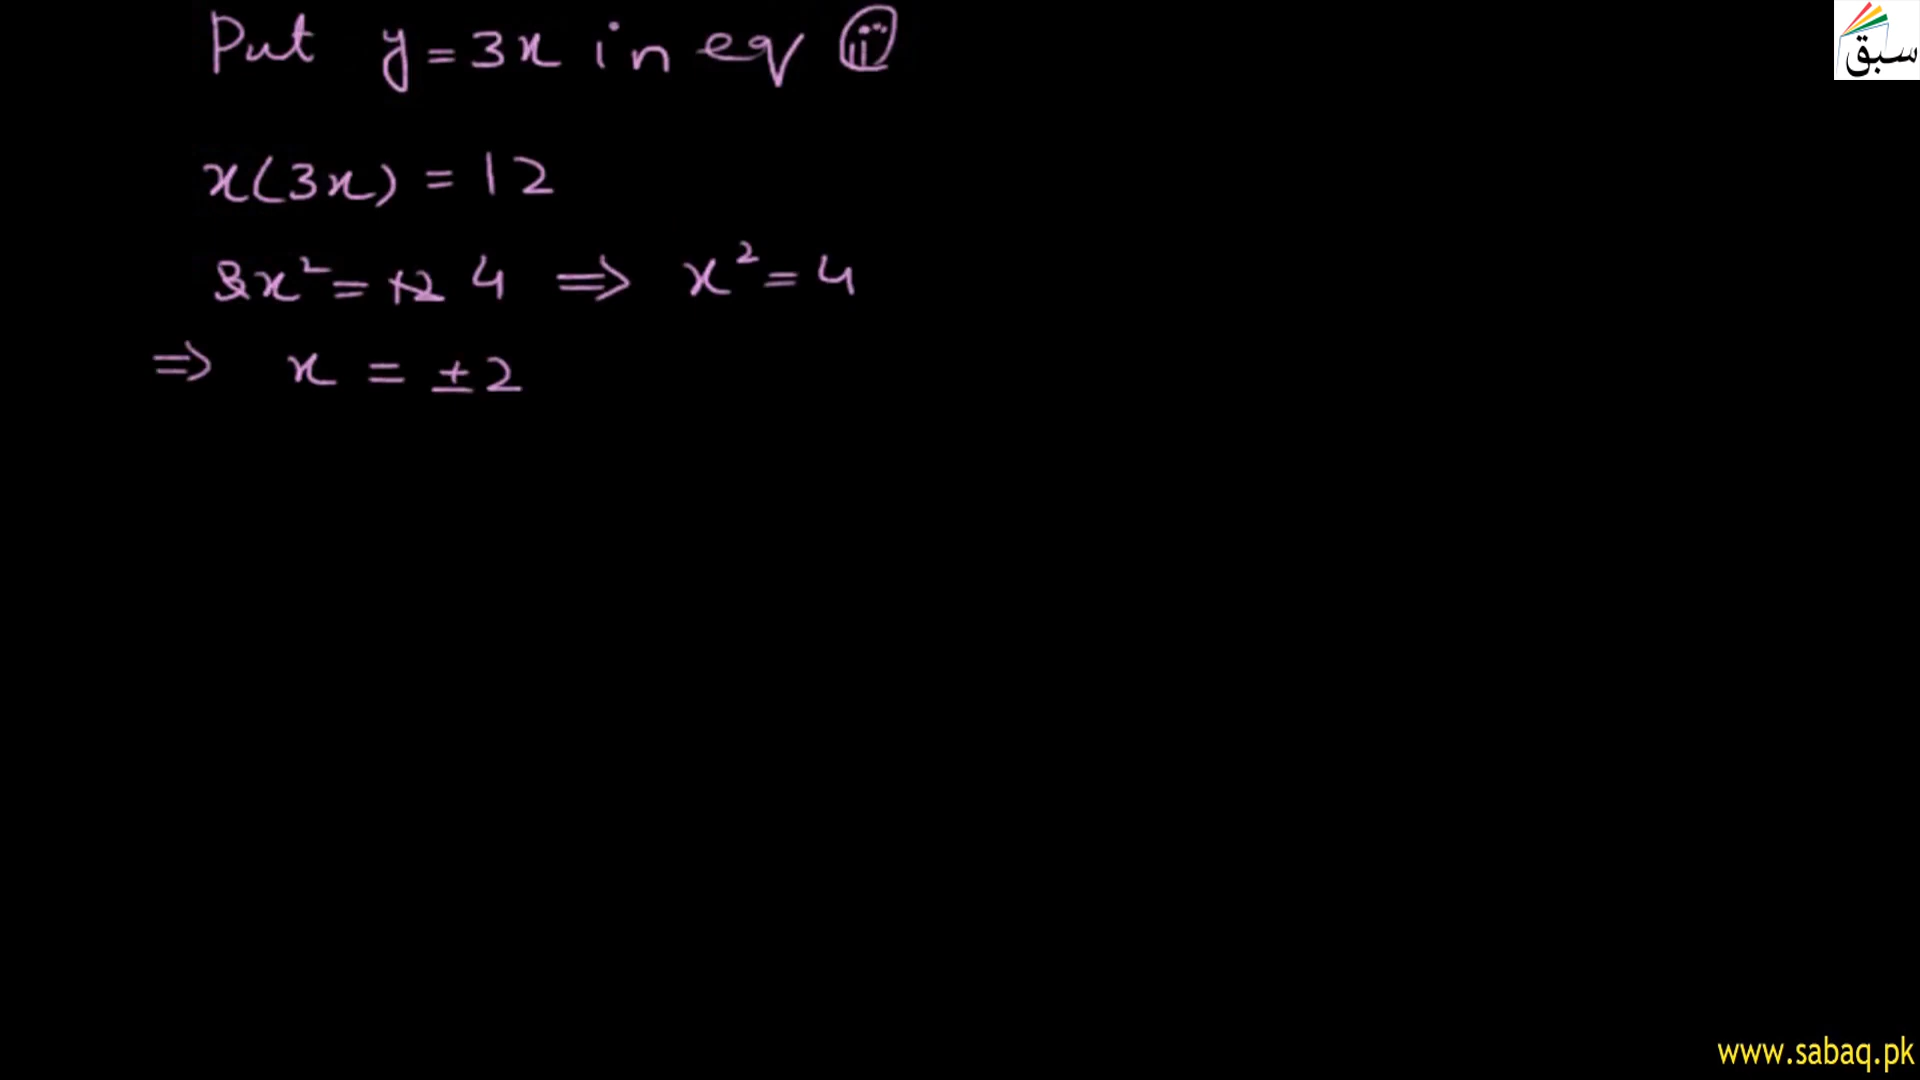 Put y = 3x in eq (ii)
سبق
x(3x) = 12
3x² = 12 4 ⇒ x² = 4
⇒ x = ±2
www.sabaq.pk